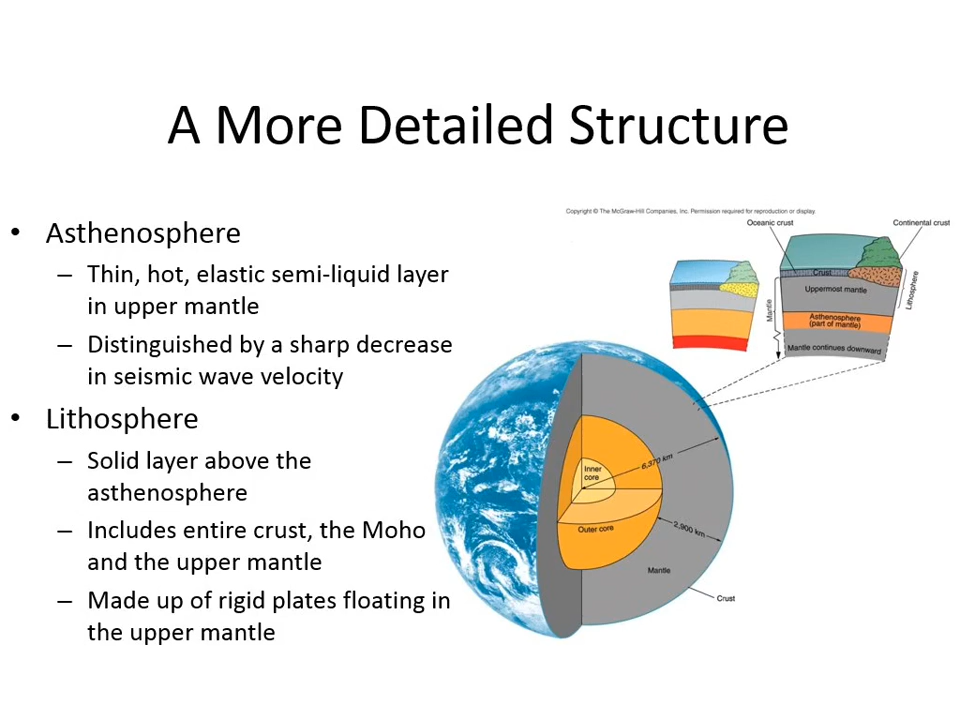 A More Detailed Structure
• Asthenosphere
– Thin, hot, elastic semi-liquid layer
in upper mantle
– Distinguished by a sharp decrease
in seismic wave velocity
• Lithosphere
– Solid layer above the
asthenosphere
– Includes entire crust, the Moho
and the upper mantle
– Made up of rigid plates floating in
the upper mantle
Copyright © The McGraw-Hill Companies, Inc. Permission required for reproduction or display.
Oceanic crust
Continental crust
Crust
Uppermost mantle
Lithosphere
Mantle
Asthenosphere
(part of mantle)
Mantle continues downward
6,370 km
Inner
core
Outer core
2,900 km
Mantle
Crust